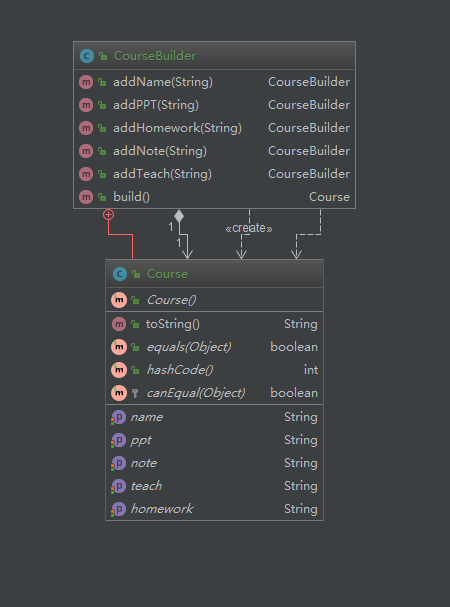 CourseBuilder
addName(String) CourseBuilder
addPPT(String) CourseBuilder
addHomework(String) CourseBuilder
addNote(String) CourseBuilder
addTeach(String) CourseBuilder
build() Course
1
«create»
1
Course
Course()
toString() String
equals(Object) boolean
hashCode() int
canEqual(Object) boolean
name String
ppt String
note String
teach String
homework String